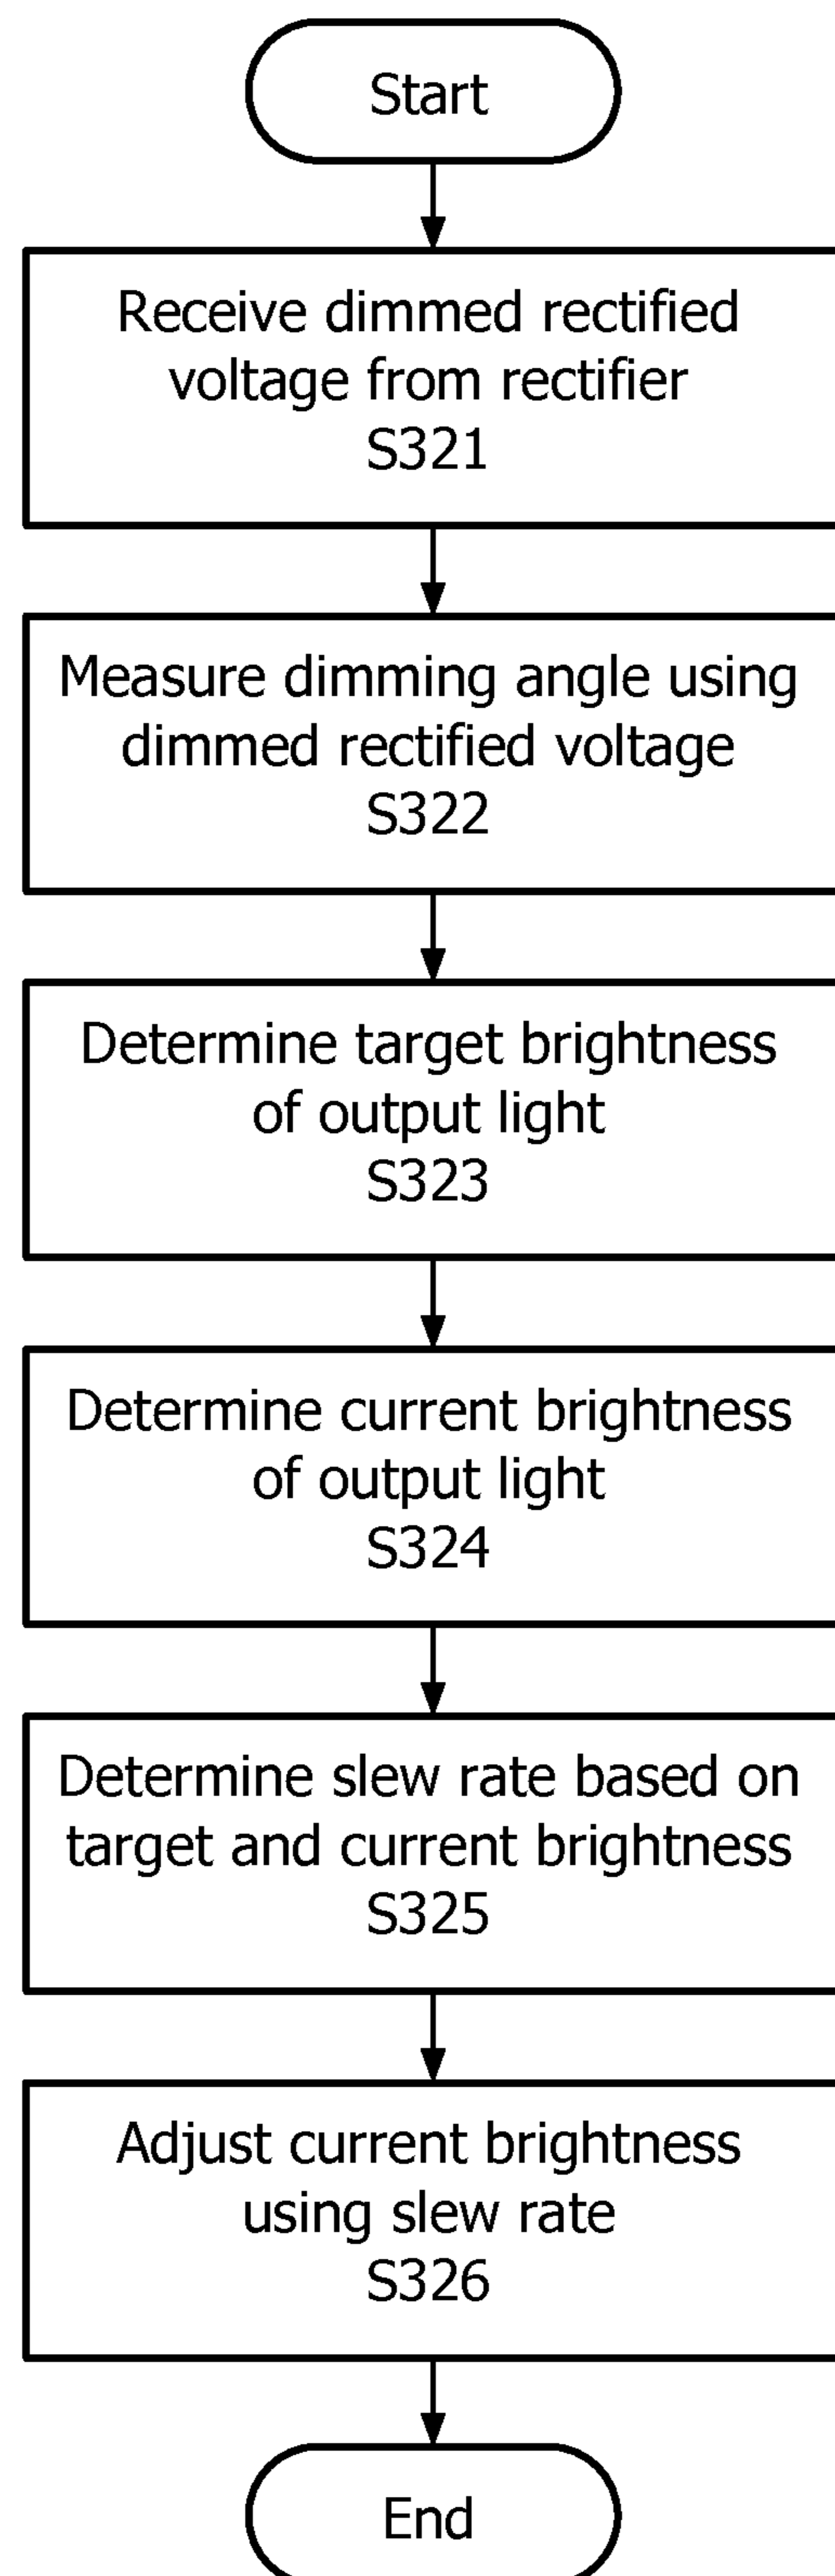 Start
Receive dimmed rectified
voltage from rectifier
S321
Measure dimming angle using
dimmed rectified voltage
S322
Determine target brightness
of output light
S323
Determine current brightness
of output light
S324
Determine slew rate based on
target and current brightness
S325
Adjust current brightness
using slew rate
S326
End